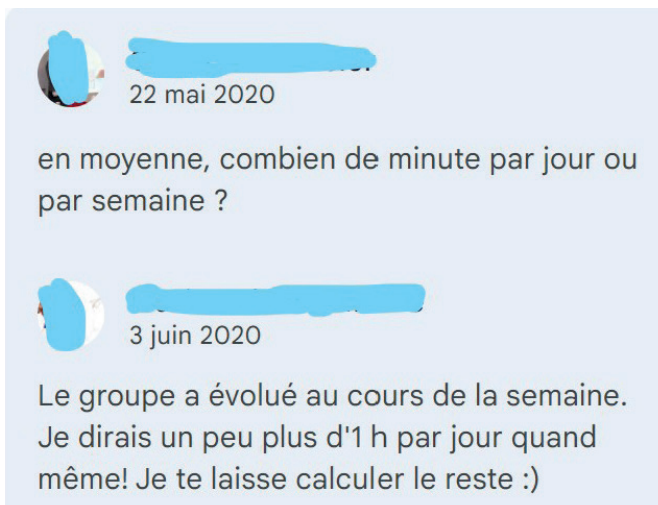 22 mai 2020
en moyenne, combien de minute par jour ou
par semaine ?
3 juin 2020
Le groupe a évolué au cours de la semaine.
Je dirais un peu plus d'1 h par jour quand
même! Je te laisse calculer le reste :)